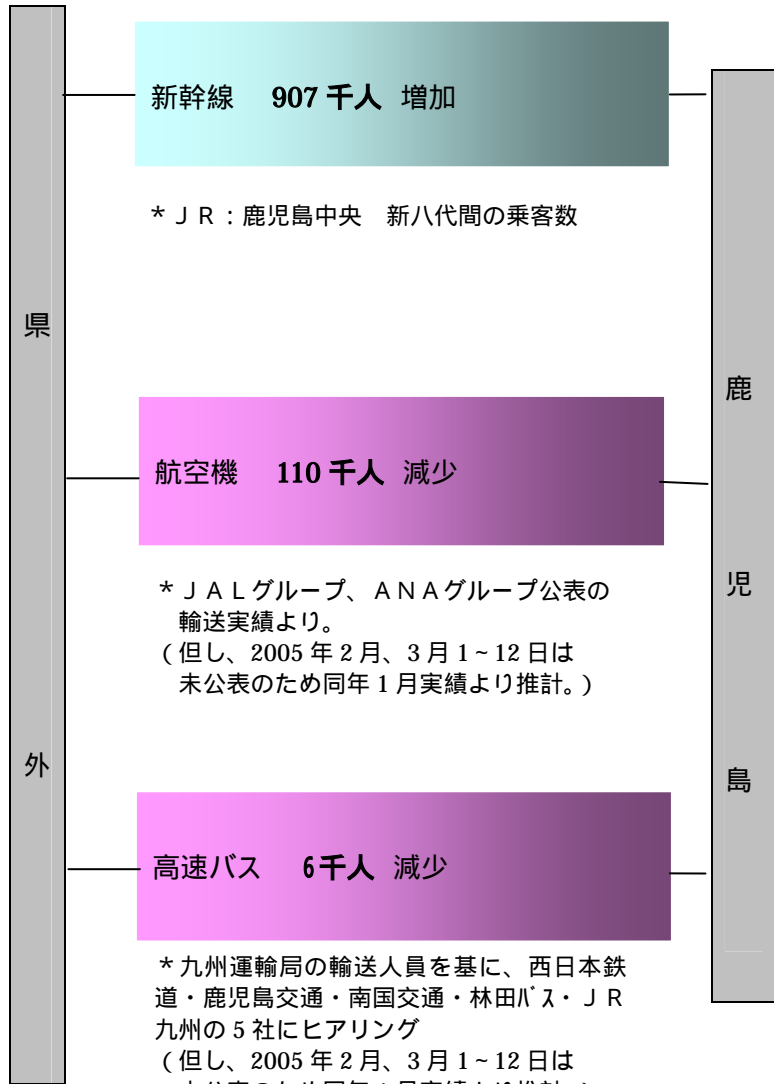 新幹線　907 千人 増加
＊ＪＲ：鹿児島中央　新八代間の乗客数
県外
鹿児島
航空機　110 千人 減少
＊ＪＡＬグループ、ＡＮＡグループ公表の
輸送実績より。
（但し、2005 年 2 月、3 月 1~12 日は
未公表のため同年 1 月実績より推計。）
高速バス　6千人 減少
＊九州運輸局の輸送人員を基に、西日本鉄
道・鹿児島交通・南国交通・林田ﾊﾞｽ・ＪＲ
九州の 5 社にヒアリング
（但し、2005 年 2 月、3 月 1~12 日は